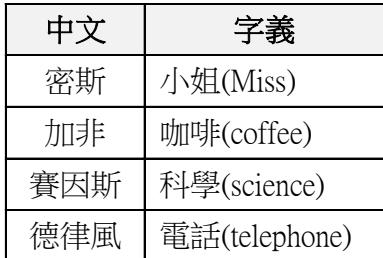 中文 字義
密斯 小姐(Miss)
加非 咖啡(coffee)
賽因斯 科學(science)
德律風 電話(telephone)